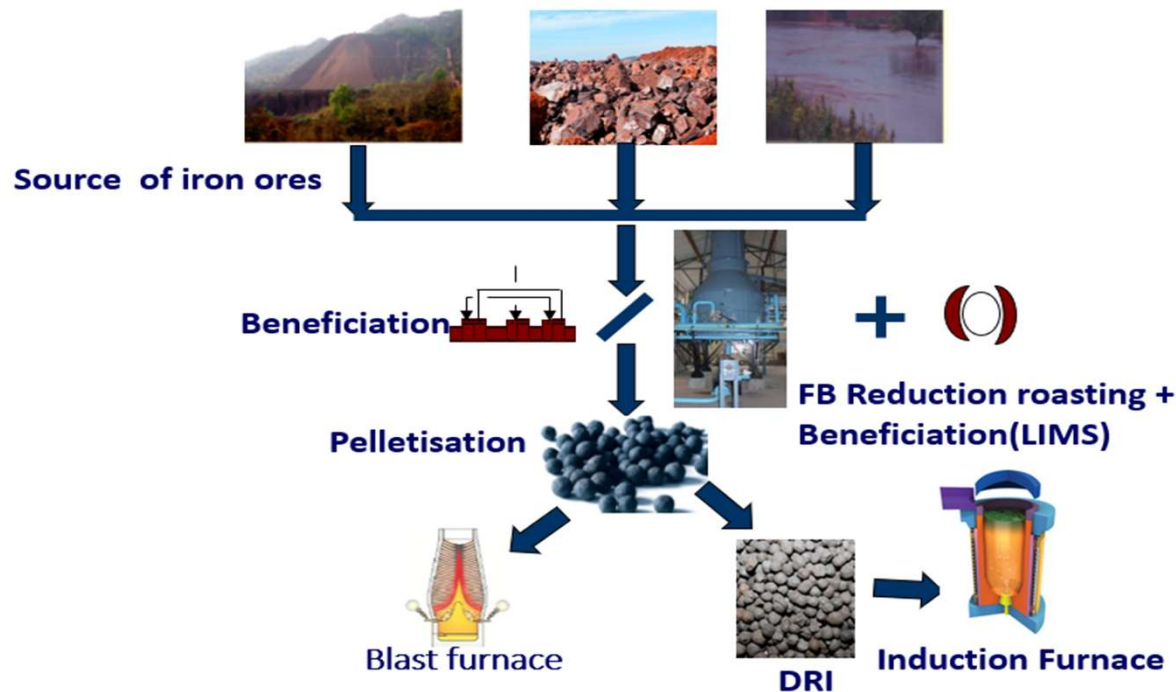 Source of iron ores
Beneficiation
FB Reduction roasting +
Beneficiation(LIMS)
Pelletisation
Blast furnace
DRI
Induction Furnace